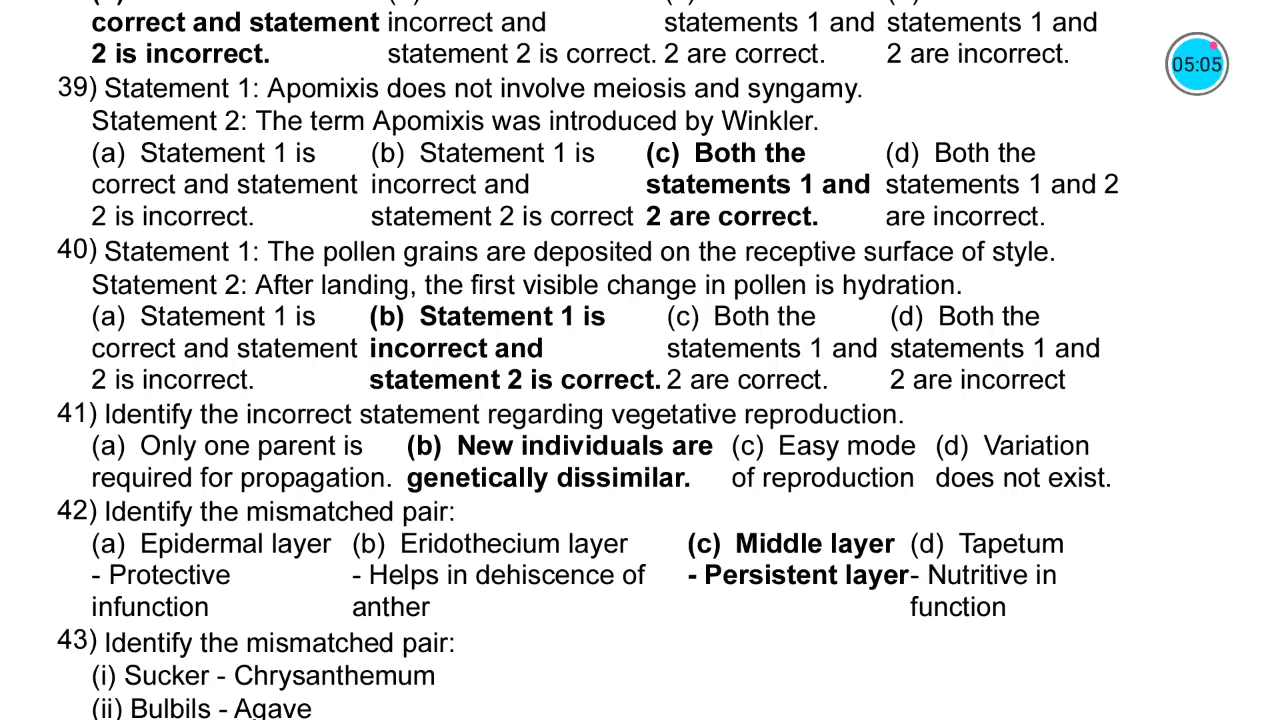 correct and statement incorrect and statements 1 and statements 1 and
2 is incorrect. statement 2 is correct. 2 are correct. 2 are incorrect.
05:05
39) Statement 1: Apomixis does not involve meiosis and syngamy.
Statement 2: The term Apomixis was introduced by Winkler.
(a) Statement 1 is (b) Statement 1 is (c) Both the (d) Both the
correct and statement incorrect and statements 1 and statements 1 and 2
2 is incorrect. statement 2 is correct 2 are correct. are incorrect.
40) Statement 1: The pollen grains are deposited on the receptive surface of style.
Statement 2: After landing, the first visible change in pollen is hydration.
(a) Statement 1 is (b) Statement 1 is (c) Both the (d) Both the
correct and statement incorrect and statements 1 and statements 1 and
2 is incorrect. statement 2 is correct. 2 are correct. 2 are incorrect
41) Identify the incorrect statement regarding vegetative reproduction.
(a) Only one parent is (b) New individuals are (c) Easy mode (d) Variation
required for propagation. genetically dissimilar. of reproduction does not exist.
42) Identify the mismatched pair:
(a) Epidermal layer (b) Eridothecium layer (c) Middle layer (d) Tapetum
- Protective - Helps in dehiscence of - Persistent layer - Nutritive in
infunction anther function
43) Identify the mismatched pair:
(i) Sucker - Chrysanthemum
(ii) Bulbils - Agave